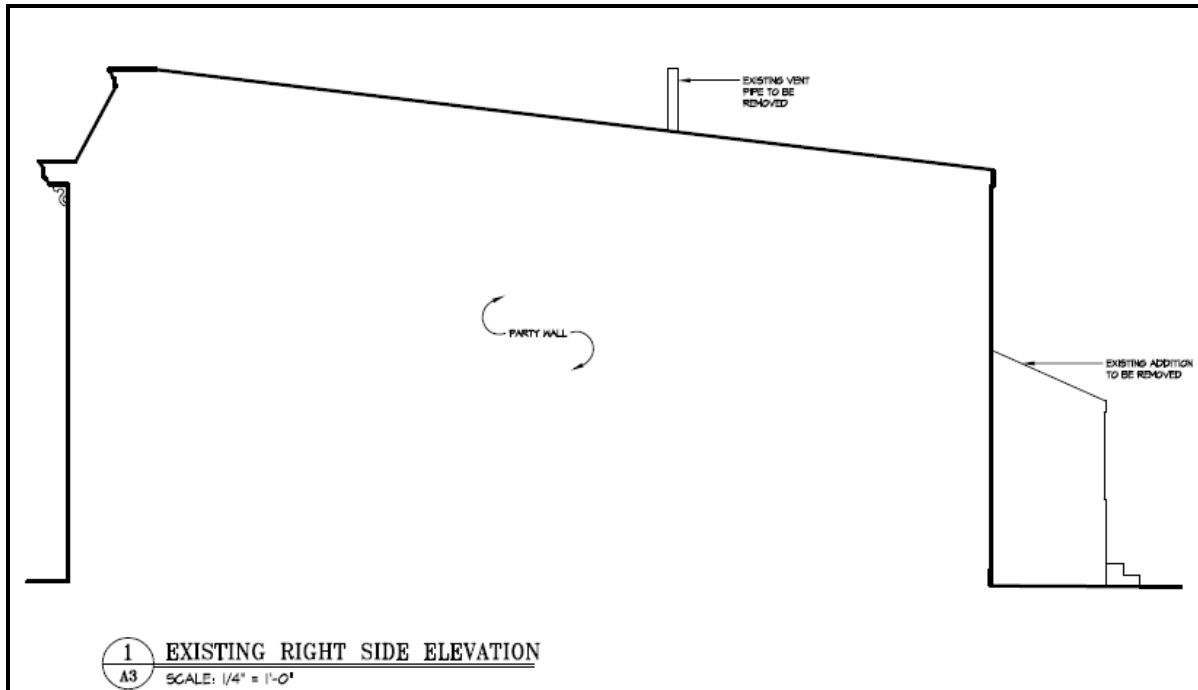 EXISTING VENT
PIPE TO BE
REMOVED
PARTY WALL
EXISTING ADDITION
TO BE REMOVED
1
A3
EXISTING RIGHT SIDE ELEVATION
SCALE: 1/4" = 1'-0"